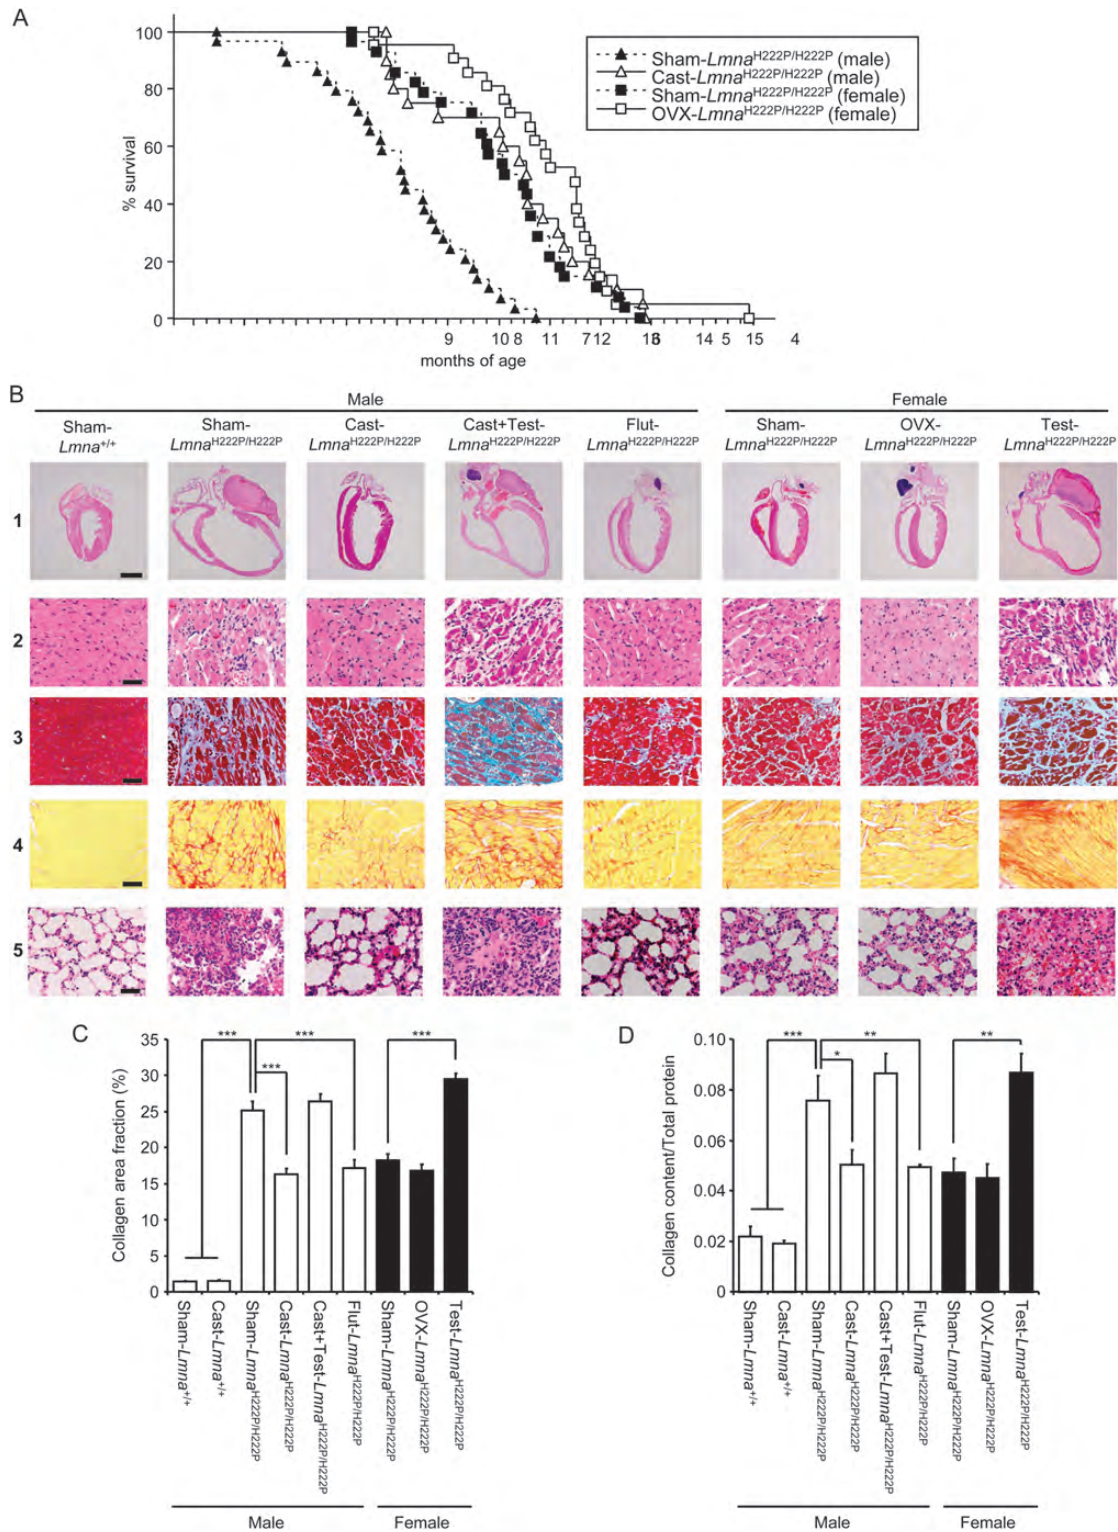 A
100
80
60
40
20
0
% survival
9 10 8 11 7 12 13 14 5 15 4
months of age
Sham-LmnaH222P/H222P (male)
Cast-LmnaH222P/H222P (male)
Sham-LmnaH222P/H222P (female)
OVX-LmnaH222P/H222P (female)
B
Male Female
Sham- Sham- Cast- Cast+Test- Flut- Sham- OVX- Test-
Lmna+/+ LmnaH222P/H222P LmnaH222P/H222P LmnaH222P/H222P LmnaH222P/H222P LmnaH222P/H222P LmnaH222P/H222P LmnaH222P/H222P
1
2
3
4
5
C
35
30
25
20
15
10
5
0
Collagen area fraction (%)
*** *** ***
***
Sham-Lmna+/+
Cast-Lmna+/+
Sham-LmnaH222P/H222P
Cast-LmnaH222P/H222P
Cast+Test-LmnaH222P/H222P
Flut-LmnaH222P/H222P
Sham-LmnaH222P/H222P
OVX-LmnaH222P/H222P
Test-LmnaH222P/H222P
Male Female
D
0.10
0.08
0.06
0.04
0.02
0
Collagen content/Total protein
*** ** **
*
Sham-Lmna+/+
Cast-Lmna+/+
Sham-LmnaH222P/H222P
Cast-LmnaH222P/H222P
Cast+Test-LmnaH222P/H222P
Flut-LmnaH222P/H222P
Sham-LmnaH222P/H222P
OVX-LmnaH222P/H222P
Test-LmnaH222P/H222P
Male Female